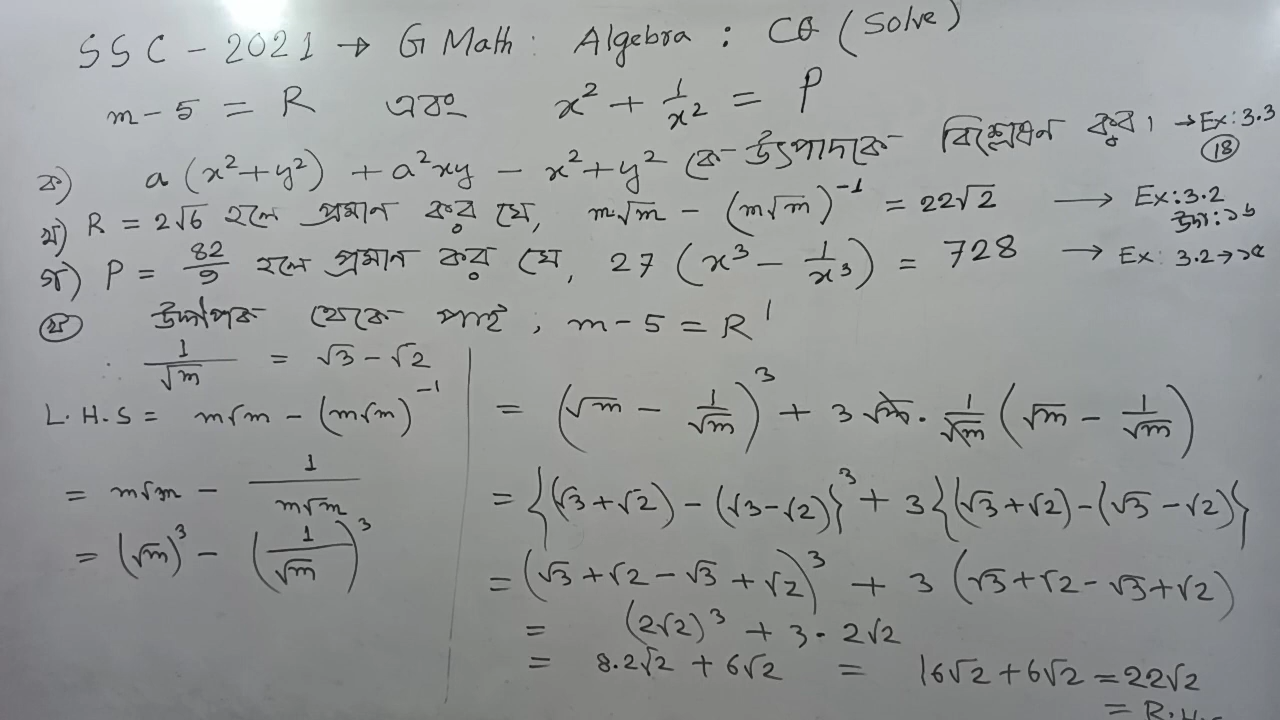 SSC - 2021 → G Math : Algebra : CQ (Solve)
m - 5 = R এবং x² + 1/x² = P
ক) a (x² + y²) + a²xy - x² + y² কে উৎপাদকে বিশ্লেষন কর। → Ex: 3.3 (18)
খ) R = 2√6 হলে প্রমান কর যে, m√m - (m√m)⁻¹ = 22√2 → Ex: 3.2 উদা: ১৬
গ) P = 82/9 হলে প্রমান কর যে, 27 (x³ - 1/x³) = 728 → Ex: 3.2 → ১৫
(খ) উদ্দীপক থেকে পাই, m - 5 = R
∴ 1/√m = √3 - √2
L.H.S = m√m - (m√m)⁻¹
= m√m - 1/m√m
= (√m)³ - (1/√m)³
= (√m - 1/√m)³ + 3 √m · 1/√m (√m - 1/√m)
= {(√3 + √2) - (√3 - √2)}³ + 3 {(√3 + √2) - (√3 - √2)}
= (√3 + √2 - √3 + √2)³ + 3 (√3 + √2 - √3 + √2)
= (2√2)³ + 3 · 2√2
= 8.2√2 + 6√2 = 16√2 + 6√2 = 22√2
= R.H.